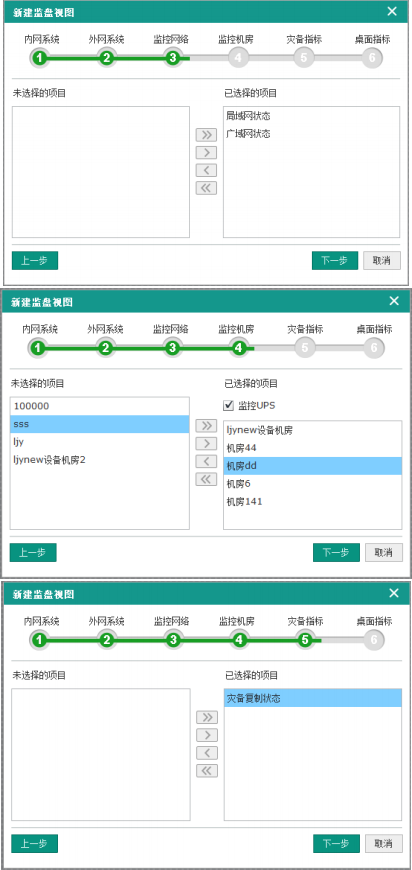 新建监盘视图
内网系统 外网系统 监控网络 监控机房 灾备指标 桌面指标
1 2 3 4 5 6
未选择的项目 已选择的项目
局域网状态
广域网状态
上一步 下一步 取消
新建监盘视图
内网系统 外网系统 监控网络 监控机房 灾备指标 桌面指标
1 2 3 4 5 6
未选择的项目 已选择的项目
100000 监控UPS
sss
ljy ljynew设备机房
ljynew设备机房2 机房44
机房dd
机房6
机房141
上一步 下一步 取消
新建监盘视图
内网系统 外网系统 监控网络 监控机房 灾备指标 桌面指标
1 2 3 4 5 6
未选择的项目 已选择的项目
灾备复制状态
上一步 下一步 取消